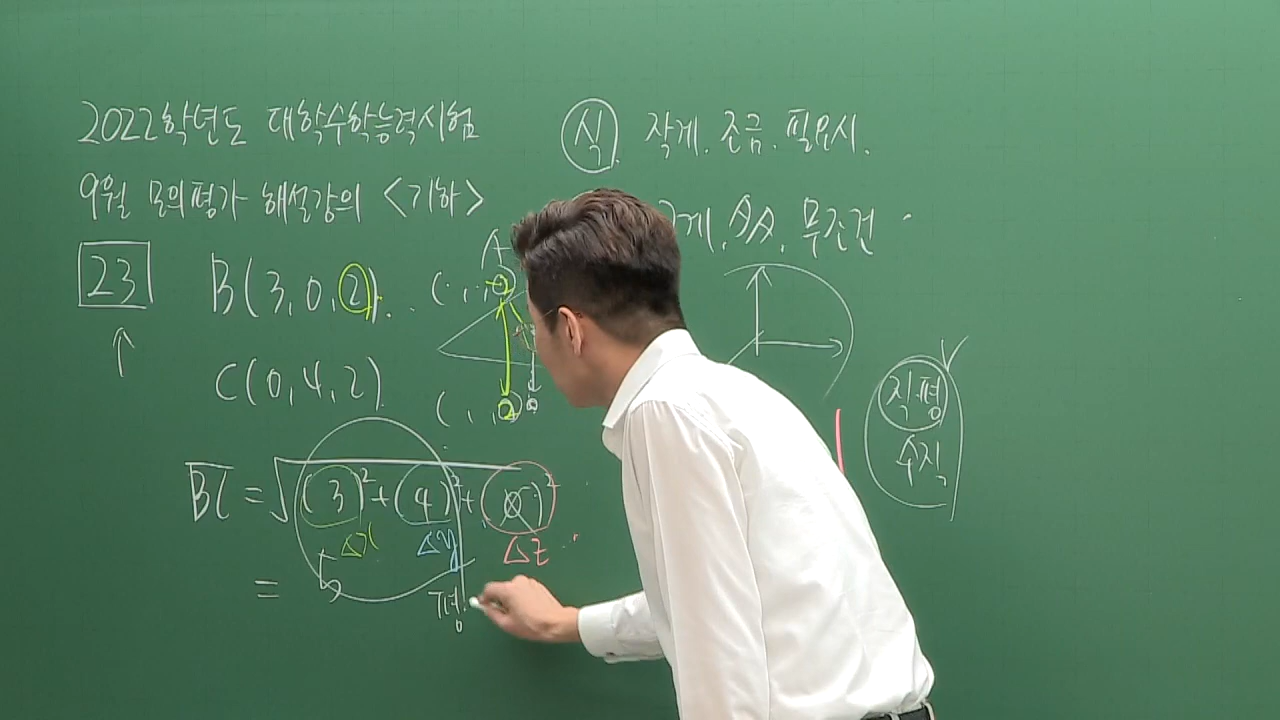 2022학년도 대학수학능력시험
9월 모의평가 해설강의 <기하>
식. 작게. 조금. 필요시.
게. 무조건
23
B(3, 0, 2)
C(0, 4, 2)
A
( . , . , 2
( , , 2)
직.평
수직
BC = √(3)²+(4)²+(0)²
Δx Δy Δz
=
평